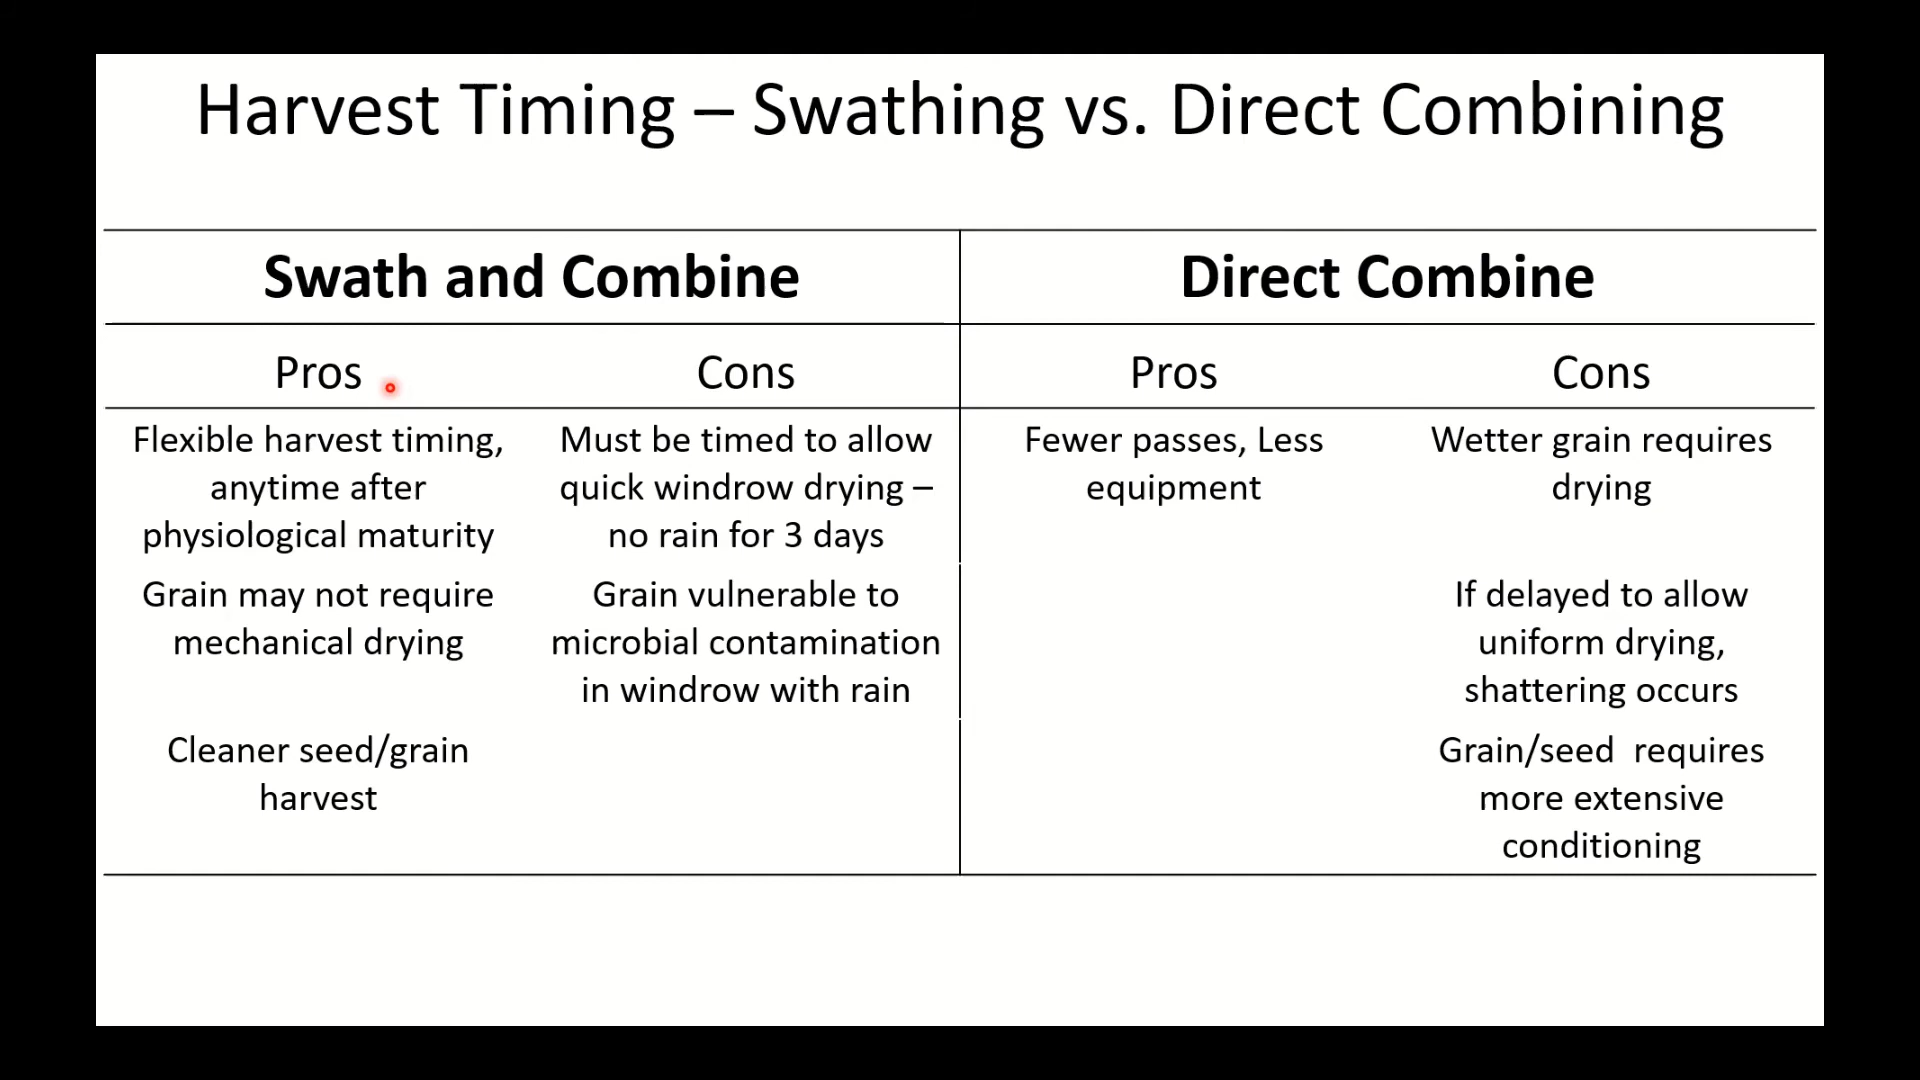 Harvest Timing – Swathing vs. Direct Combining
Swath and Combine
Direct Combine
Pros
Cons
Pros
Cons
Flexible harvest timing,
anytime after
physiological maturity
Must be timed to allow
quick windrow drying –
no rain for 3 days
Fewer passes, Less
equipment
Wetter grain requires
drying
Grain may not require
mechanical drying
Grain vulnerable to
microbial contamination
in windrow with rain
If delayed to allow
uniform drying,
shattering occurs
Cleaner seed/grain
harvest
Grain/seed  requires
more extensive
conditioning